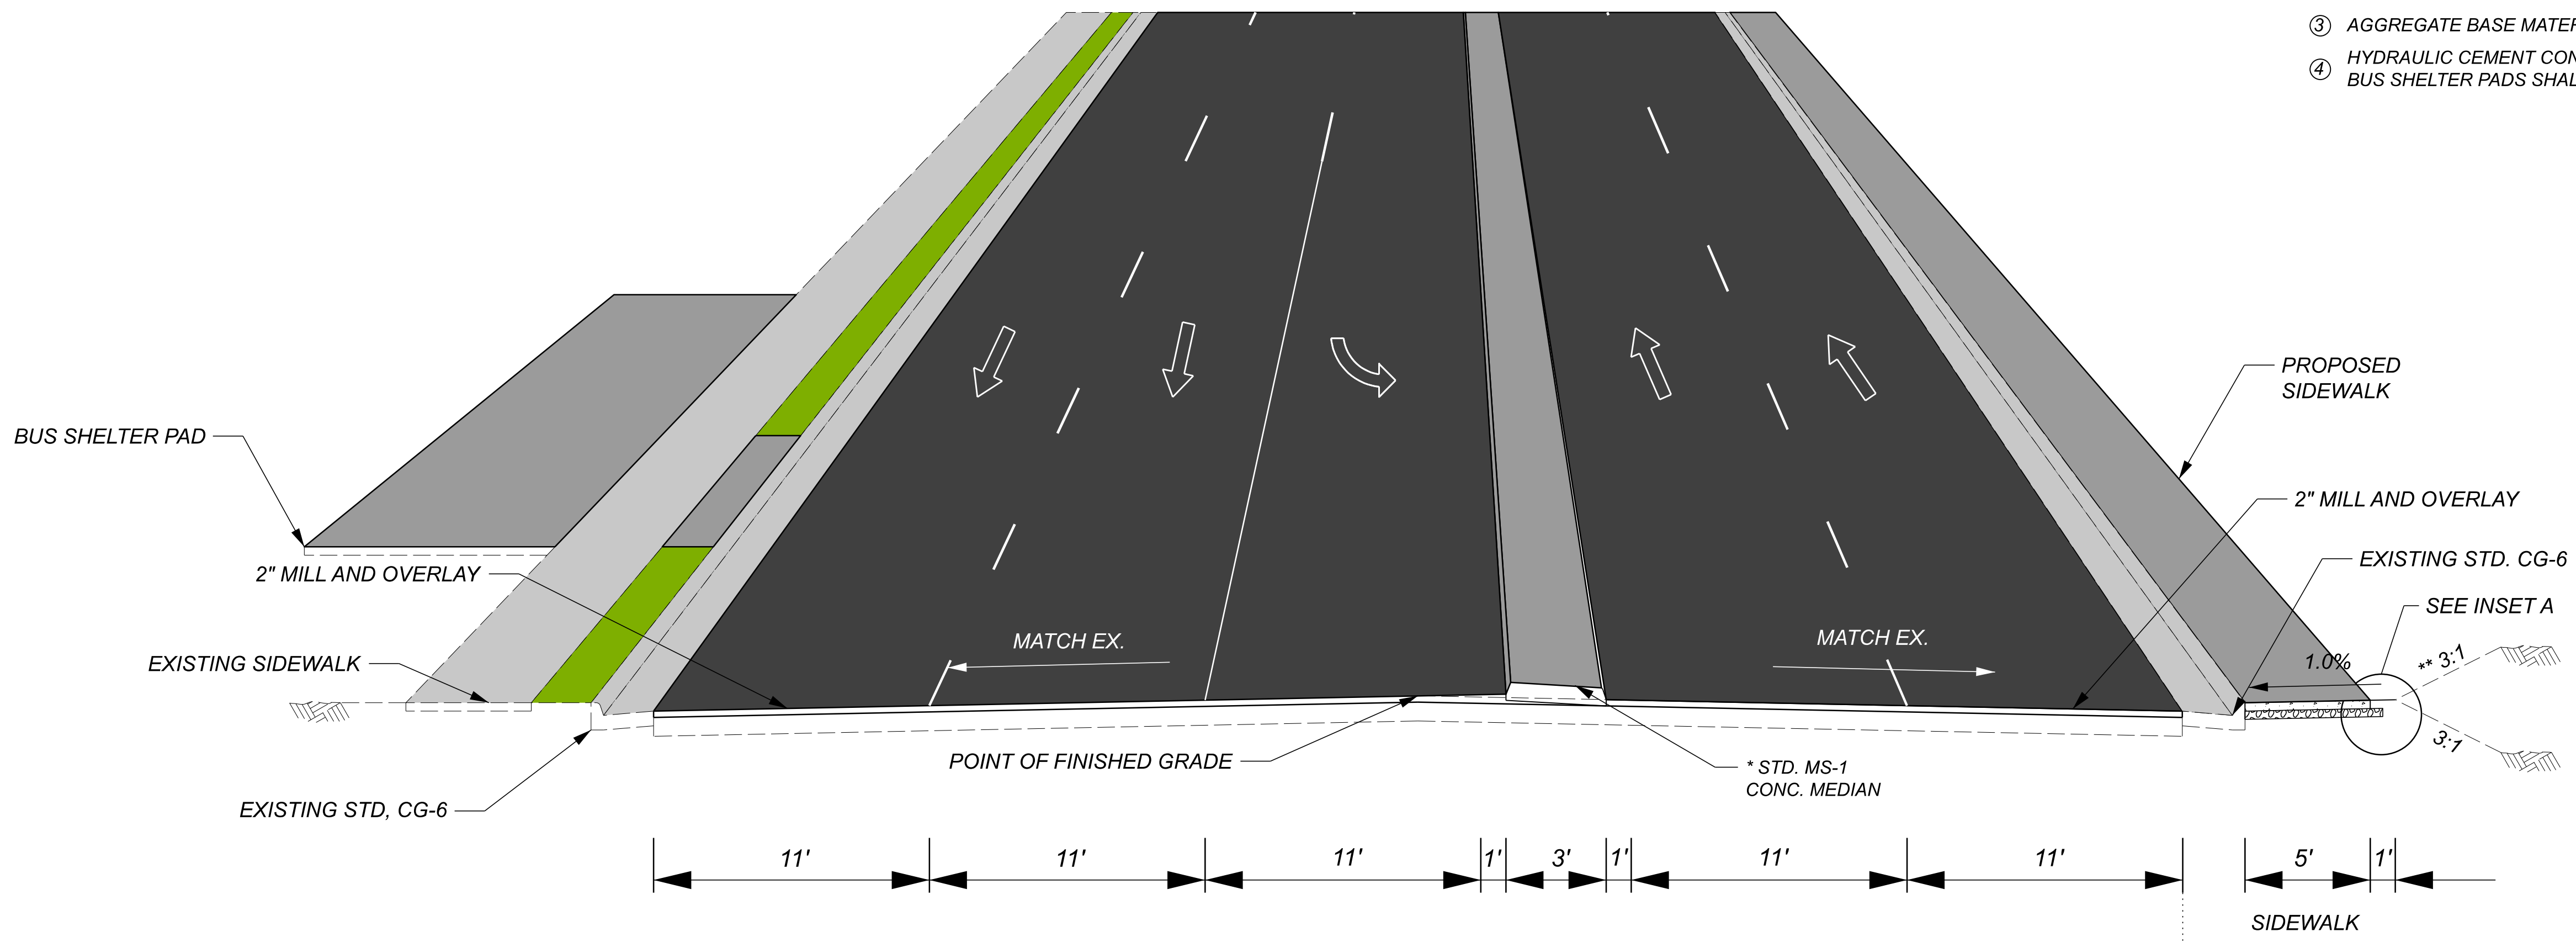 ③ AGGREGATE BASE MATER
④ HYDRAULIC CEMENT CON
BUS SHELTER PADS SHAL
PROPOSED
SIDEWALK
BUS SHELTER PAD
2" MILL AND OVERLAY
EXISTING STD. CG-6
2" MILL AND OVERLAY
SEE INSET A
MATCH EX.
MATCH EX.
EXISTING SIDEWALK
1.0%
** 3:1
3:1
POINT OF FINISHED GRADE
* STD. MS-1
CONC. MEDIAN
EXISTING STD, CG-6
11' 11' 11' 1' 3' 1' 11' 11' 5' 1'
SIDEWALK